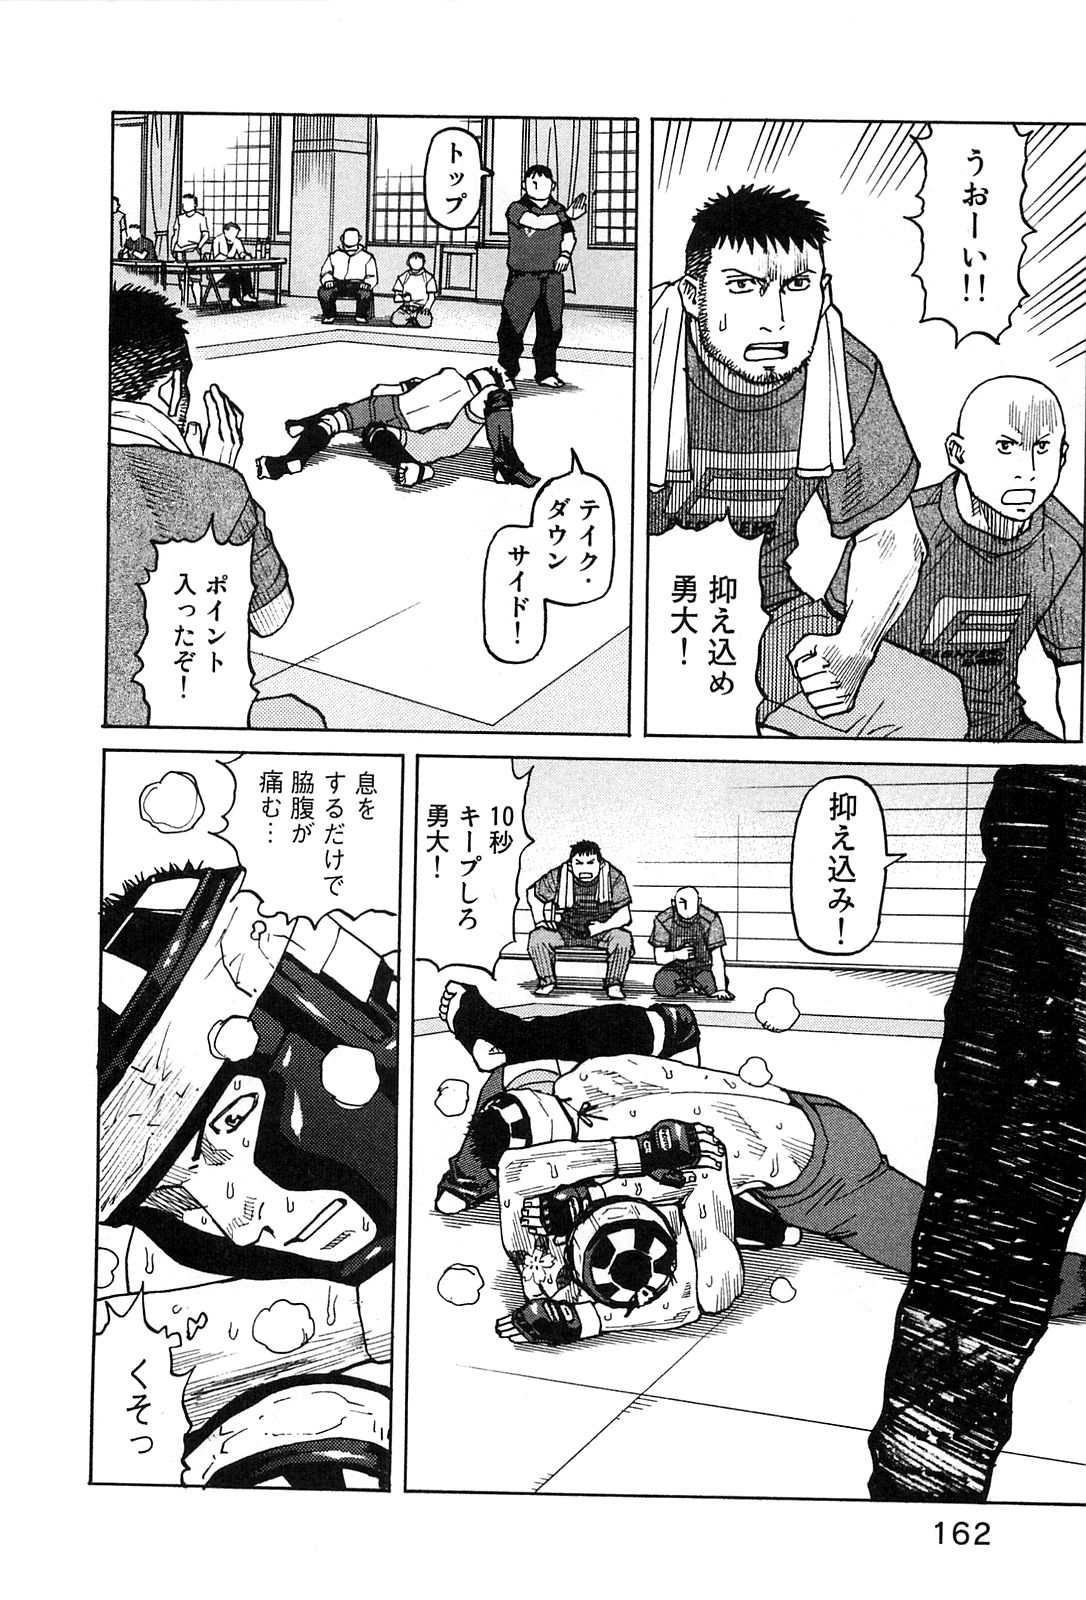 うおーい!!
抑え込め
勇大!
トップ
テイク・
ダウン
サイド!
ポイント
入ったぞ!
抑え込み!
10秒
キープしろ
勇大!
息を
するだけで
脇腹が
痛む…
くそっ
162